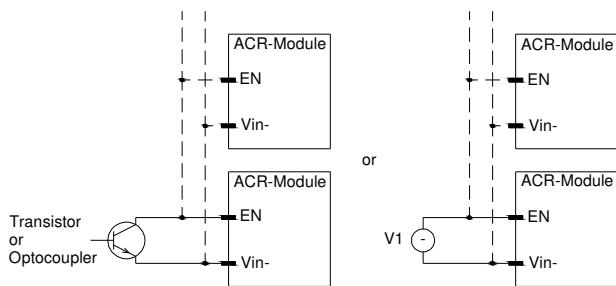 ACR-Module
EN
Vin-
ACR-Module
EN
Vin-
Transistor
or
Optocoupler
or
ACR-Module
EN
Vin-
ACR-Module
EN
Vin-
V1
-